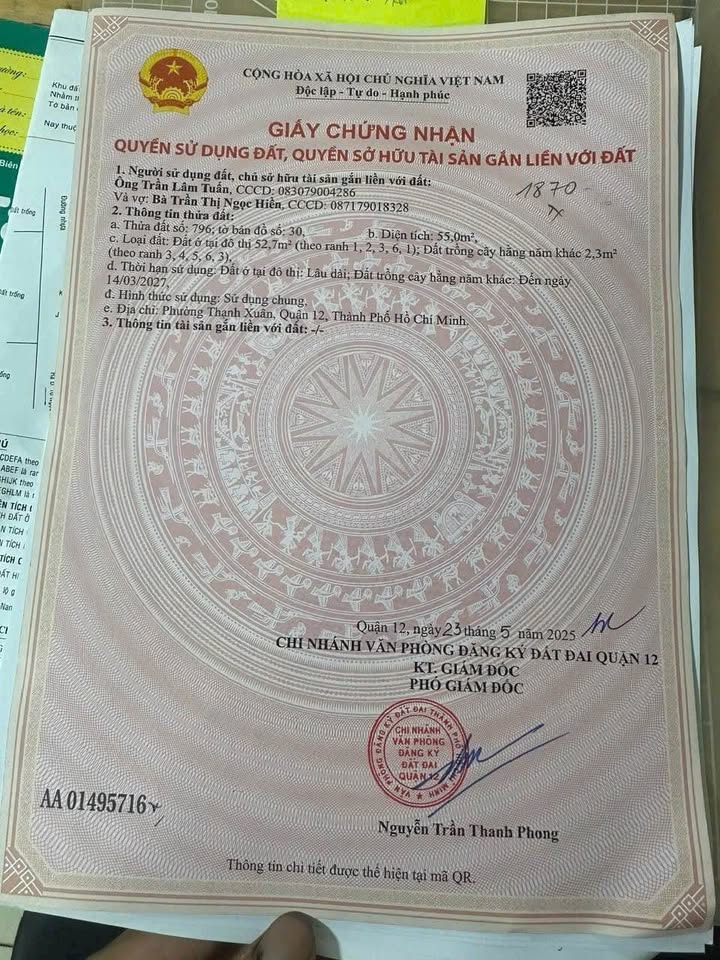 CỘNG HÒA XÃ HỘI CHỦ NGHĨA VIỆT NAM
Độc lập - Tự do - Hạnh phúc
GIẤY CHỨNG NHẬN
QUYỀN SỬ DỤNG ĐẤT, QUYỀN SỞ HỮU TÀI SẢN GẮN LIỀN VỚI ĐẤT
1. Người sử dụng đất, chủ sở hữu tài sản gắn liền với đất:
Ông Trần Lâm Tuấn, CCCD: 083079004286
1870
Và vợ: Bà Trần Thị Ngọc Hiền, CCCD: 087179018328
2. Thông tin thửa đất:
a. Thửa đất số: 796; tờ bản đồ số: 30, b. Diện tích: 55,0m²,
c. Loại đất: Đất ở tại đô thị 52,7m² (theo ranh 1, 2, 3, 6, 1); Đất trồng cây hằng năm khác 2,3m²
(theo ranh 3, 4, 5, 6, 3),
d. Thời hạn sử dụng: Đất ở tại đô thị: Lâu dài; Đất trồng cây hằng năm khác: Đến ngày
14/03/2027,
đ. Hình thức sử dụng: Sử dụng chung,
e. Địa chỉ: Phường Thạnh Xuân, Quận 12, Thành Phố Hồ Chí Minh.
3. Thông tin tài sản gắn liền với đất: -/-
Quận 12, ngày 23 tháng 5 năm 2025
CHI NHÁNH VĂN PHÒNG ĐĂNG KÝ ĐẤT ĐAI QUẬN 12
KT. GIÁM ĐỐC
PHÓ GIÁM ĐỐC
VĂN PHÒNG ĐĂNG KÝ ĐẤT ĐAI THÀNH PHỐ
CHI NHÁNH
VĂN PHÒNG
ĐĂNG KÝ
ĐẤT ĐAI
QUẬN 12
AA 01495716
Nguyễn Trần Thanh Phong
Thông tin chi tiết được thể hiện tại mã QR.